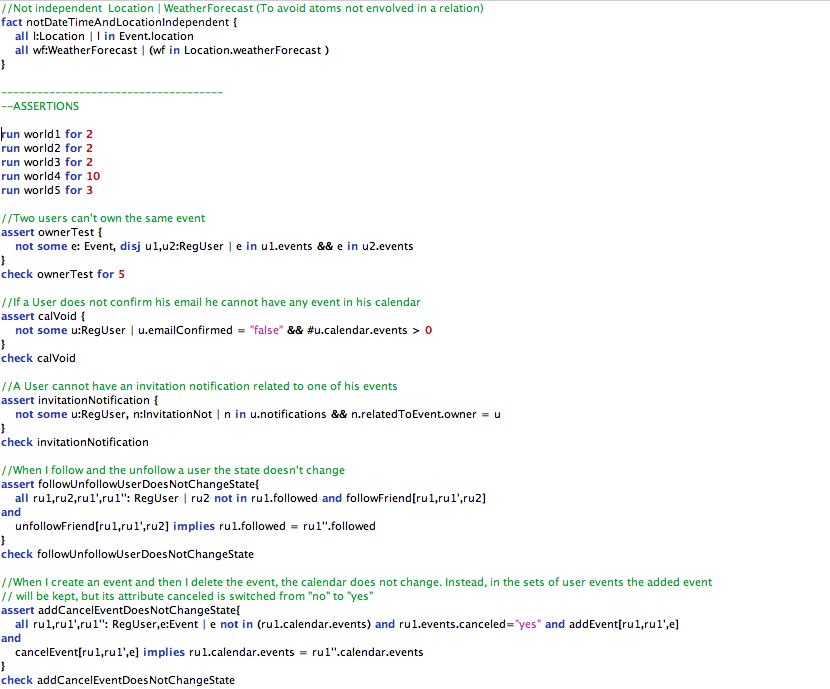 //Not independent  Location | WeatherForecast (To avoid atoms not envolved in a relation)
fact notDateTimeAndLocationIndependent {
all l:Location | l in Event.location
all wf:WeatherForecast | (wf in Location.weatherForecast )
}
-------------------------------------
--ASSERTIONS
run world1 for 2
run world2 for 2
run world3 for 2
run world4 for 10
run world5 for 3
//Two users can't own the same event
assert ownerTest {
not some e: Event, disj u1,u2:RegUser | e in u1.events && e in u2.events
}
check ownerTest for 5
//If a User does not confirm his email he cannot have any event in his calendar
assert calVoid {
not some u:RegUser | u.emailConfirmed = "false" && #u.calendar.events > 0
}
check calVoid
//A User cannot have an invitation notification related to one of his events
assert invitationNotification {
not some u:RegUser, n:InvitationNot | n in u.notifications && n.relatedToEvent.owner = u
}
check invitationNotification
//When I follow and the unfollow a user the state doesn't change
assert followUnfollowUserDoesNotChangeState{
all ru1,ru2,ru1',ru1'': RegUser | ru2 not in ru1.followed and followFriend[ru1,ru1',ru2]
and
unfollowFriend[ru1,ru1',ru2] implies ru1.followed = ru1''.followed
}
check followUnfollowUserDoesNotChangeState
//When I create an event and then I delete the event, the calendar does not change. Instead, in the sets of user events the added event
// will be kept, but its attribute canceled is switched from "no" to "yes"
assert addCancelEventDoesNotChangeState{
all ru1,ru1',ru1'': RegUser,e:Event | e not in (ru1.calendar.events) and ru1.events.canceled="yes" and addEvent[ru1,ru1',e]
and
cancelEvent[ru1,ru1',e] implies ru1.calendar.events = ru1''.calendar.events
}
check addCancelEventDoesNotChangeState